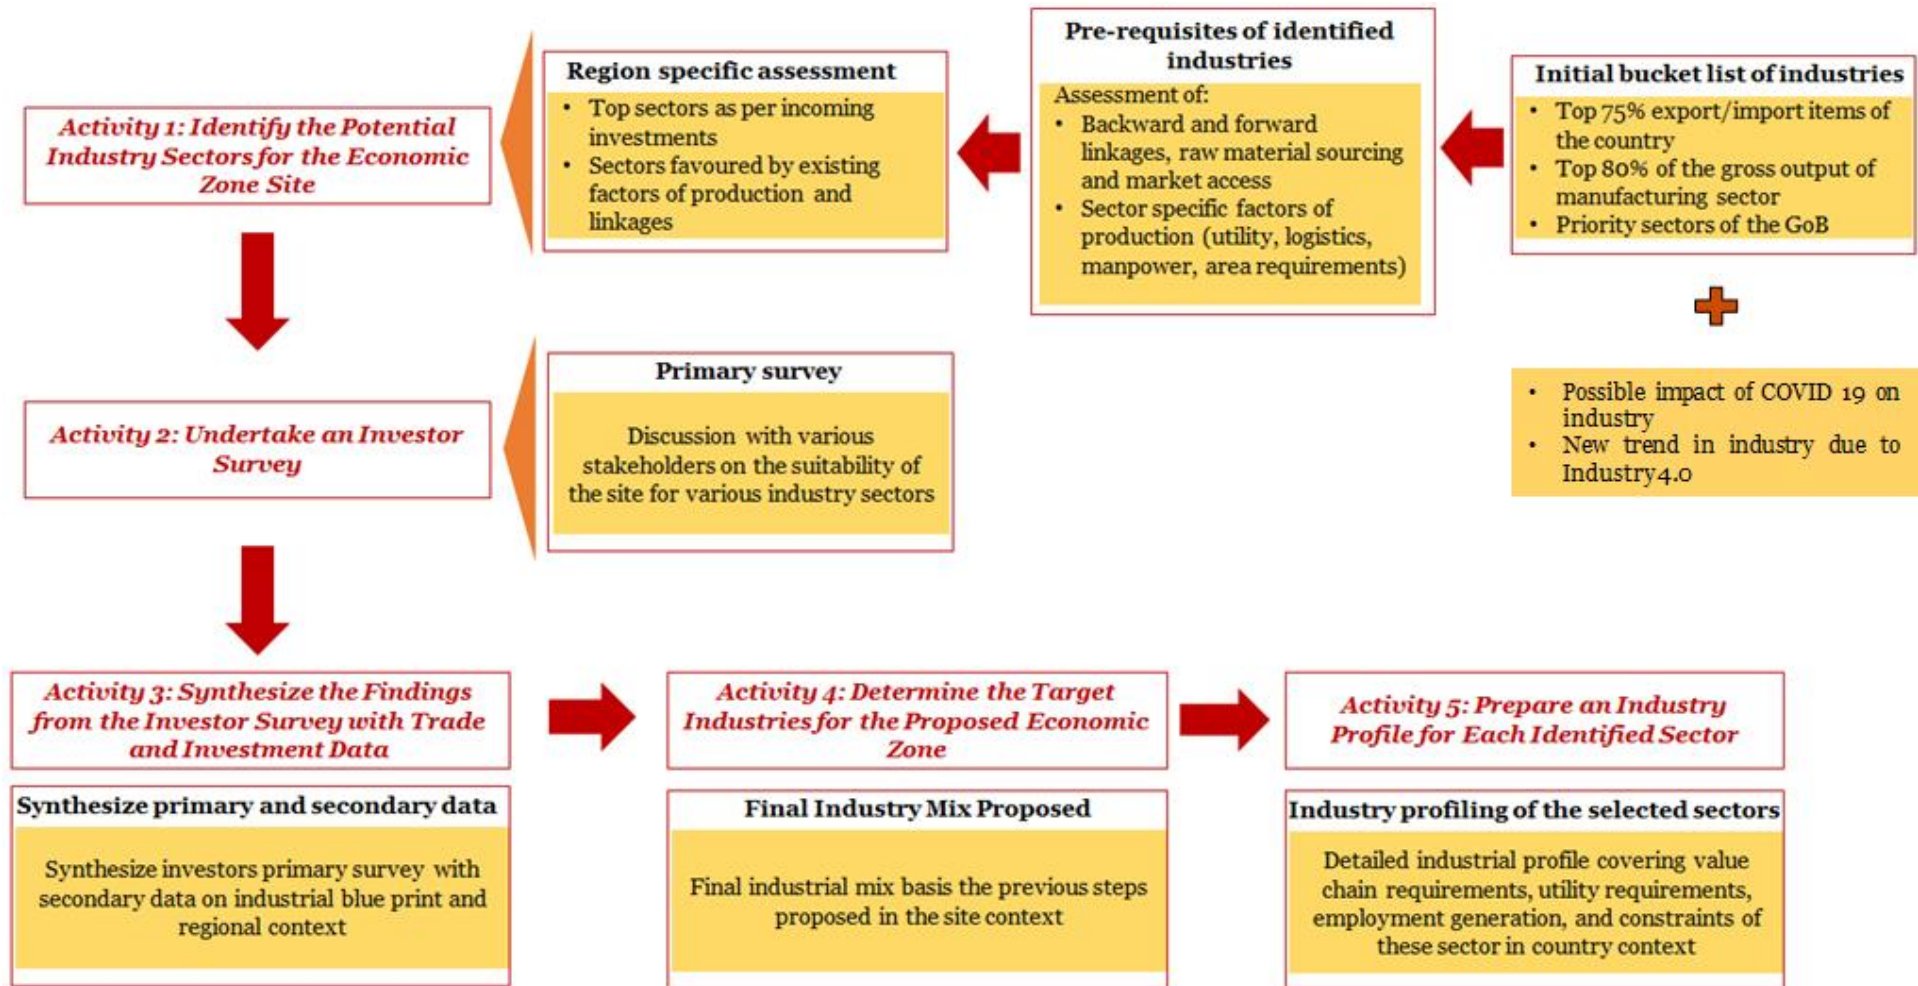 Activity 1: Identify the Potential
Industry Sectors for the Economic
Zone Site
Region specific assessment
• Top sectors as per incoming
investments
• Sectors favoured by existing
factors of production and
linkages
Pre-requisites of identified
industries
Assessment of:
• Backward and forward
linkages, raw material sourcing
and market access
• Sector specific factors of
production (utility, logistics,
manpower, area requirements)
Initial bucket list of industries
• Top 75% export/import items of
the country
• Top 80% of the gross output of
manufacturing sector
• Priority sectors of the GoB
• Possible impact of COVID 19 on
industry
• New trend in industry due to
Industry4.0
Activity 2: Undertake an Investor
Survey
Primary survey
Discussion with various
stakeholders on the suitability of
the site for various industry sectors
Activity 3: Synthesize the Findings
from the Investor Survey with Trade
and Investment Data
Synthesize primary and secondary data
Synthesize investors primary survey with
secondary data on industrial blue print and
regional context
Activity 4: Determine the Target
Industries for the Proposed Economic
Zone
Final Industry Mix Proposed
Final industrial mix basis the previous steps
proposed in the site context
Activity 5: Prepare an Industry
Profile for Each Identified Sector
Industry profiling of the selected sectors
Detailed industrial profile covering value
chain requirements, utility requirements,
employment generation, and constraints of
these sector in country context